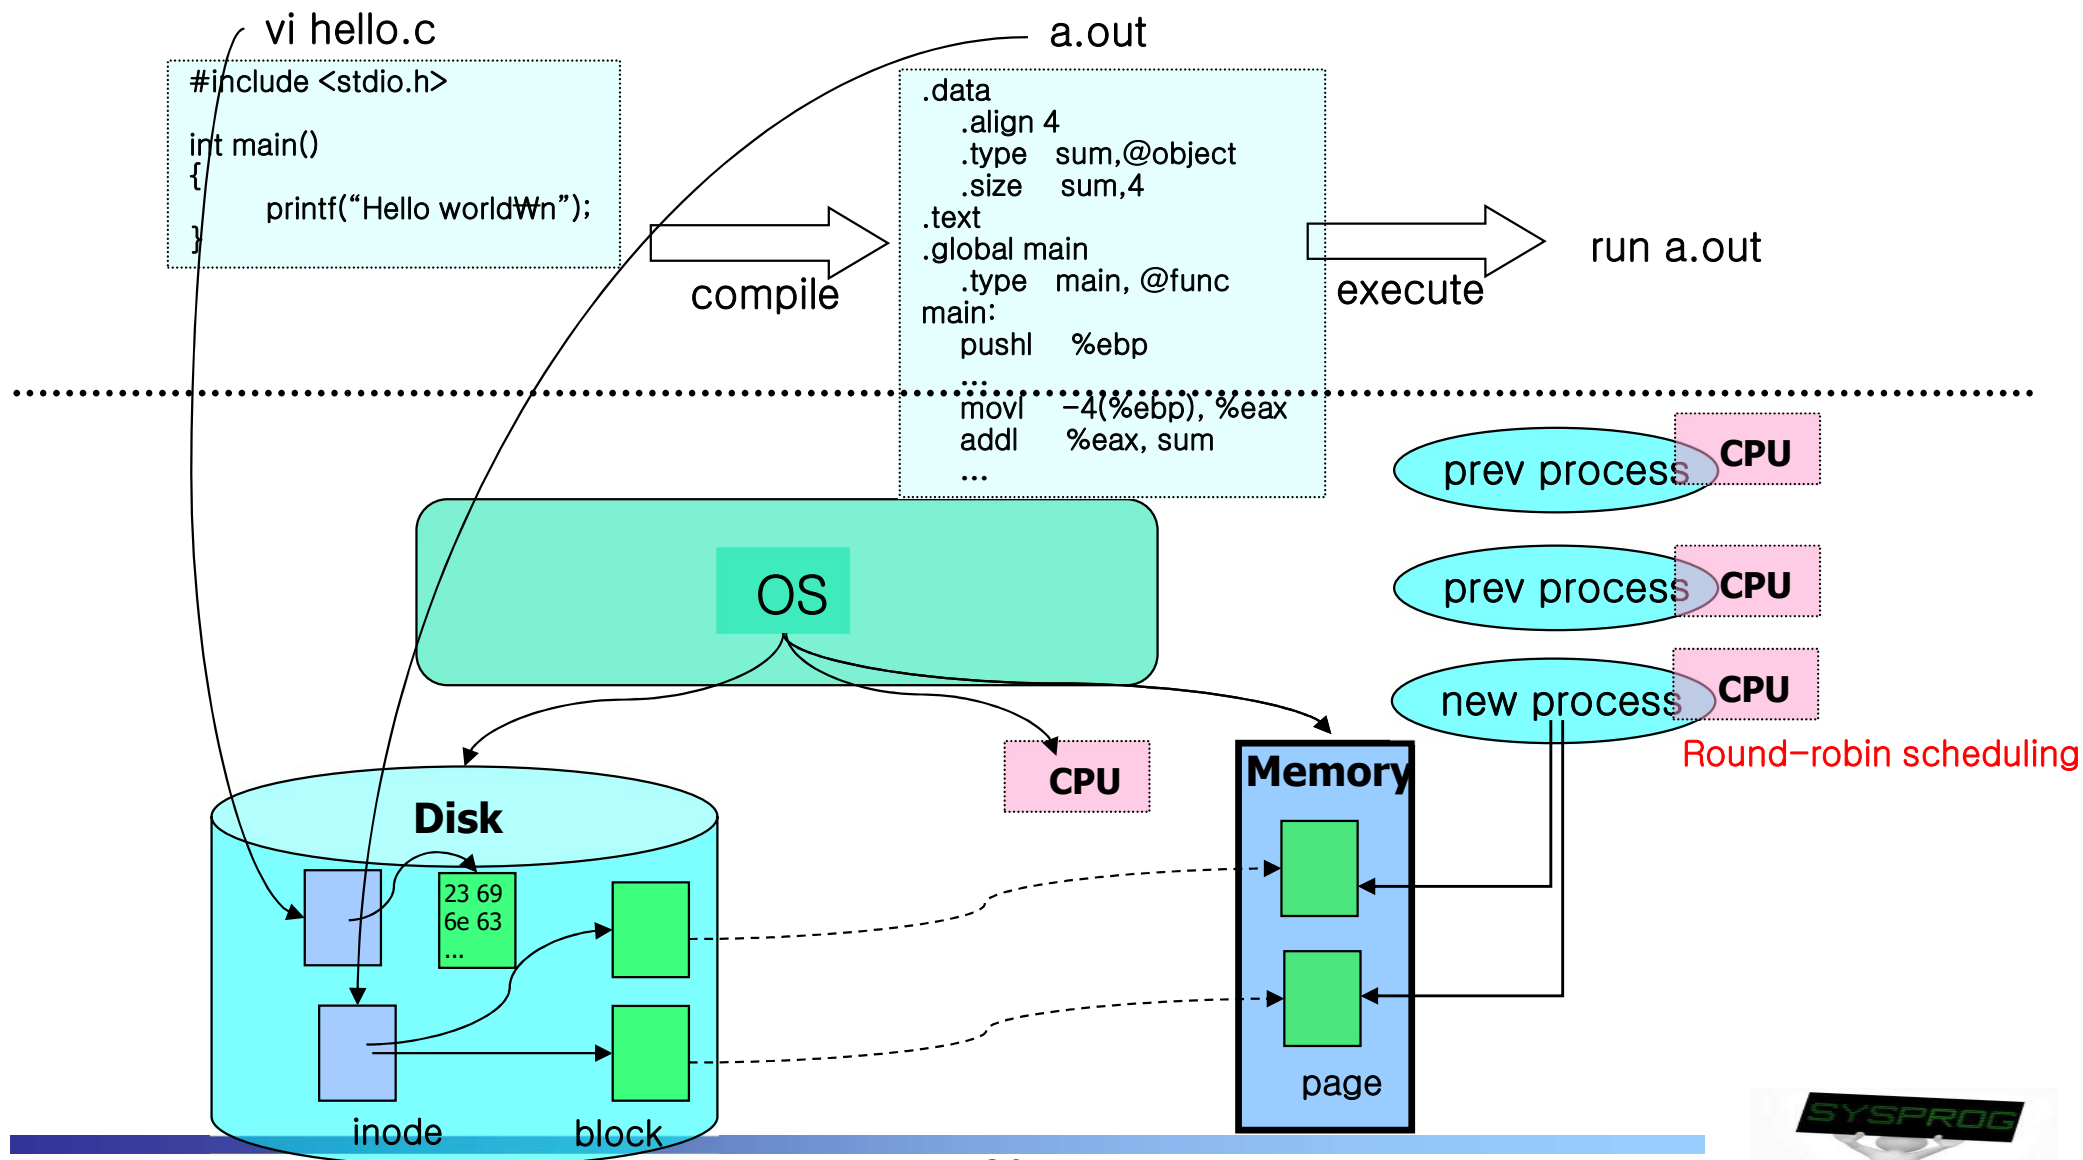 vi hello.c
#include <stdio.h>
int main()
{
printf(“Hello world₩n”);
}
compile
a.out
.data
.align 4
.type sum,@object
.size sum,4
.text
.global main
.type main, @func
main:
pushl %ebp
...
movl -4(%ebp), %eax
addl %eax, sum
...
execute
run a.out
OS
prev process CPU
prev process CPU
new process CPU
Round-robin scheduling
Disk
23 69
6e 63
...
inode
block
CPU
Memory
page
SYSPROG